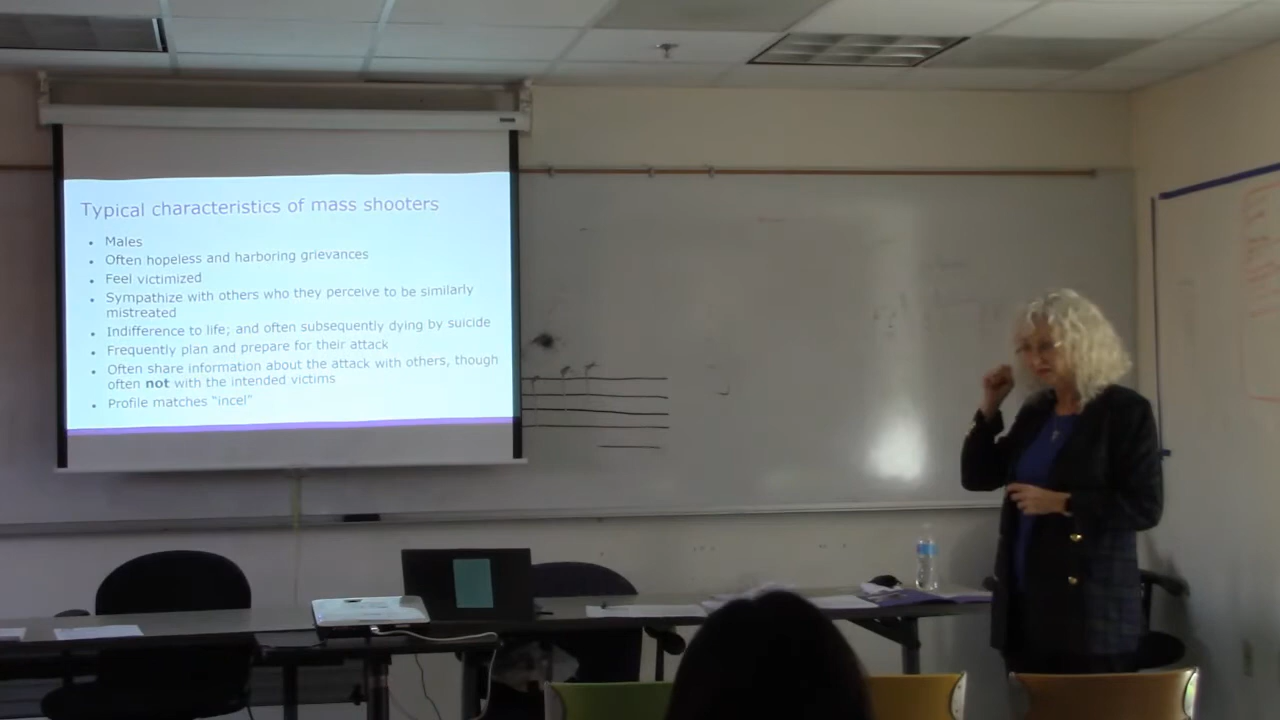 Typical characteristics of mass shooters
• Males
• Often hopeless and harboring grievances
• Feel victimized
• Sympathize with others who they perceive to be similarly
mistreated
• Indifference to life; and often subsequently dying by suicide
• Frequently plan and prepare for their attack
• Often share information about the attack with others, though
often not with the intended victims
• Profile matches “incel”